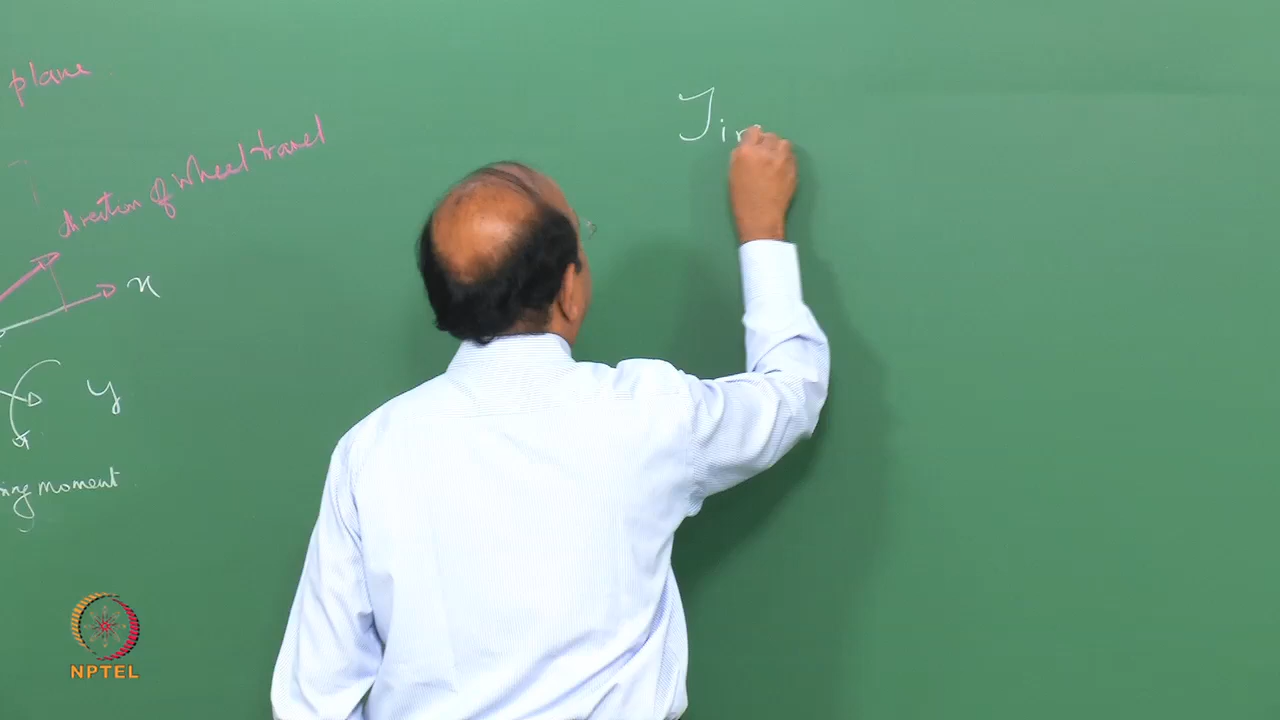 plane
direction of wheel travel
x
y
moment
Tir
NPTEL